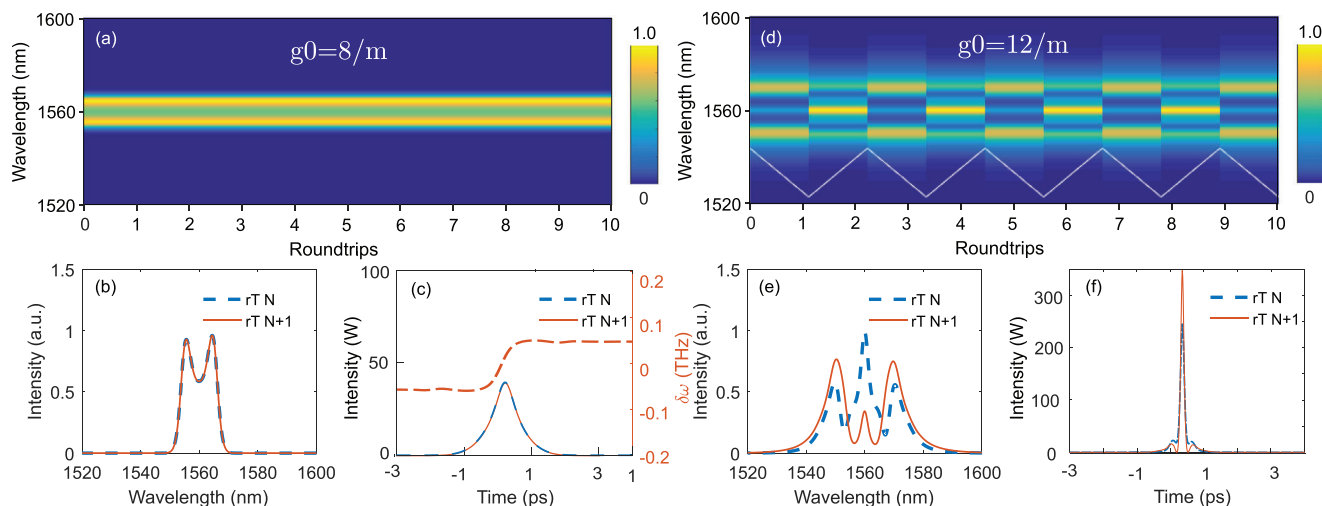 (a)
g0=8/m
Wavelength (nm)
1600
1560
1520
0 1 2 3 4 5 6 7 8 9 10
Roundtrips
1.0
0
(d)
g0=12/m
Wavelength (nm)
1600
1560
1520
0 1 2 3 4 5 6 7 8 9 10
Roundtrips
1.0
0
(b)
rT N
rT N+1
Intensity (a.u.)
1.5
1
0.5
0
1520 1540 1560 1580 1600
Wavelength (nm)
(c)
rT N
rT N+1
Intensity (W)
100
50
0
-3 -1 1 3 1
Time (ps)
0.2
0.1
0
-0.1
-0.2
δω (THz)
(e)
rT N
rT N+1
Intensity (a.u.)
1.5
1
0.5
0
1520 1540 1560 1580 1600
Wavelength (nm)
(f)
rT N
rT N+1
Intensity (W)
300
200
100
0
-3 -1 1 3
Time (ps)